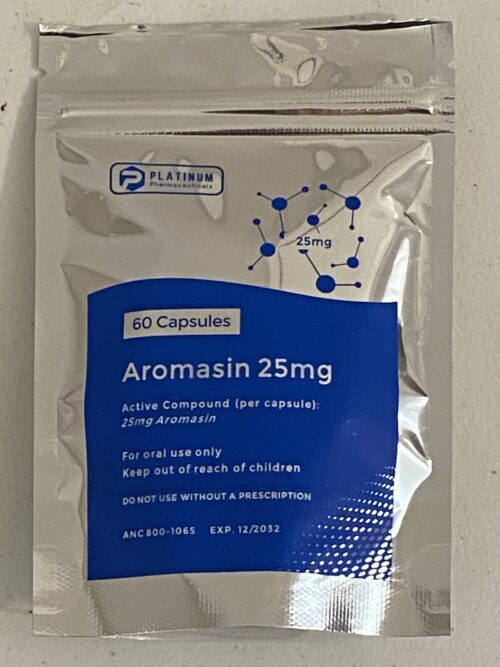 PLATINUM
Pharmaceuticals
25mg
60 Capsules
Aromasin 25mg
Active Compound (per capsule):
25mg Aromasin
For oral use only
Keep out of reach of children
DO NOT USE WITHOUT A PRESCRIPTION
ANC800-1065 EXP. 12/2032